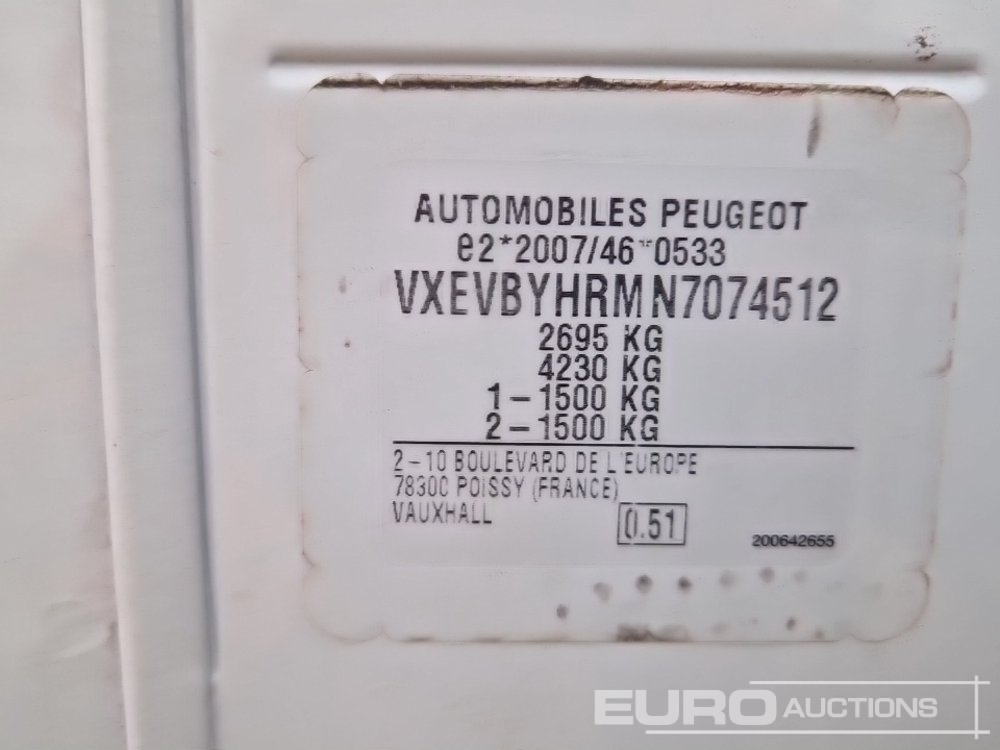 AUTOMOBILES PEUGEOT
e2*2007/46*0533
VXEVBYHRMN7074512
2695 KG
4230 KG
1-1500 KG
2-1500 KG
2-10 BOULEVARD DE L'EUROPE
78300 POISSY (FRANCE)
VAUXHALL
0.51
200642655
EURO AUCTIONS